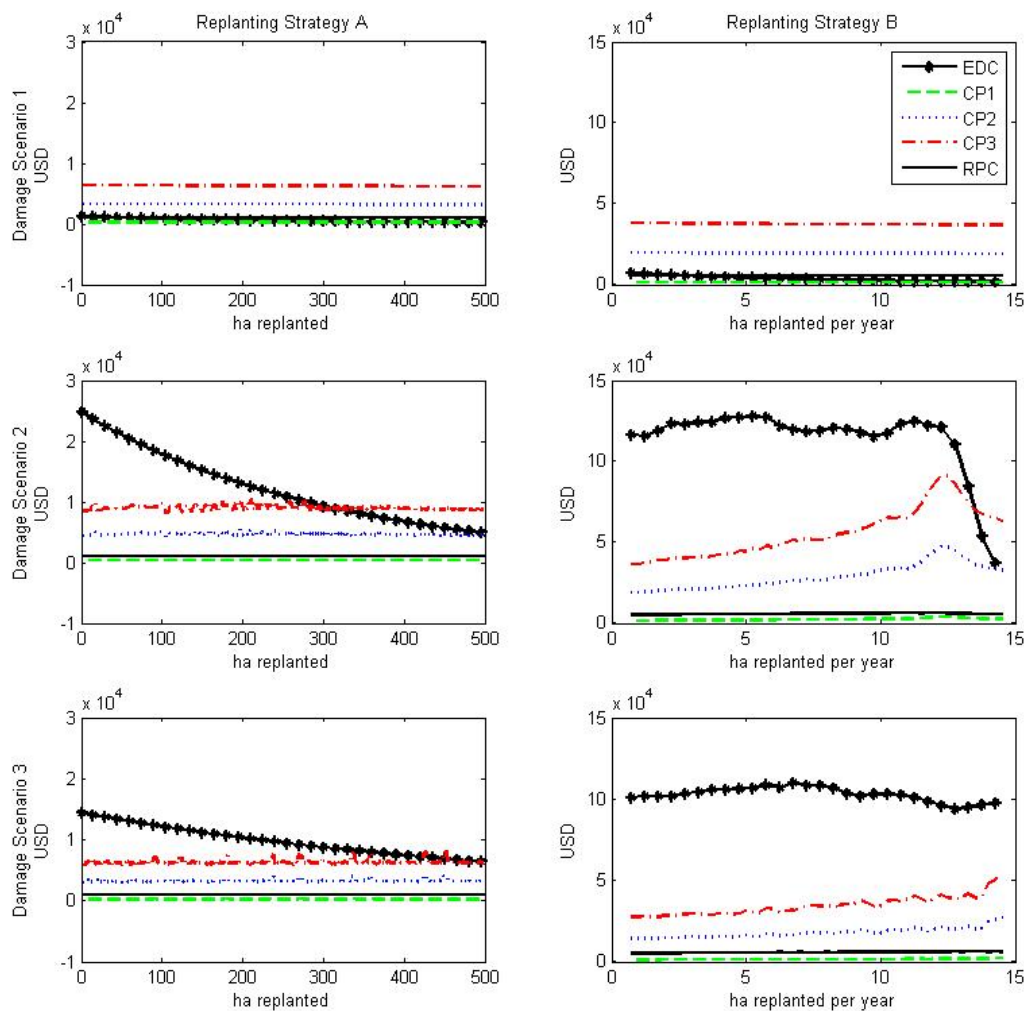 Replanting Strategy A
x 10^4
3
2
1
0
-1
Damage Scenario 1
USD
0 100 200 300 400 500
ha replanted
Replanting Strategy B
x 10^4
15
10
5
0
USD
EDC
CP1
CP2
CP3
RPC
0 5 10 15
ha replanted per year
x 10^4
3
2
1
0
-1
Damage Scenario 2
USD
0 100 200 300 400 500
ha replanted
x 10^4
15
10
5
0
USD
0 5 10 15
ha replanted per year
x 10^4
3
2
1
0
-1
Damage Scenario 3
USD
0 100 200 300 400 500
ha replanted
x 10^4
15
10
5
0
USD
0 5 10 15
ha replanted per year